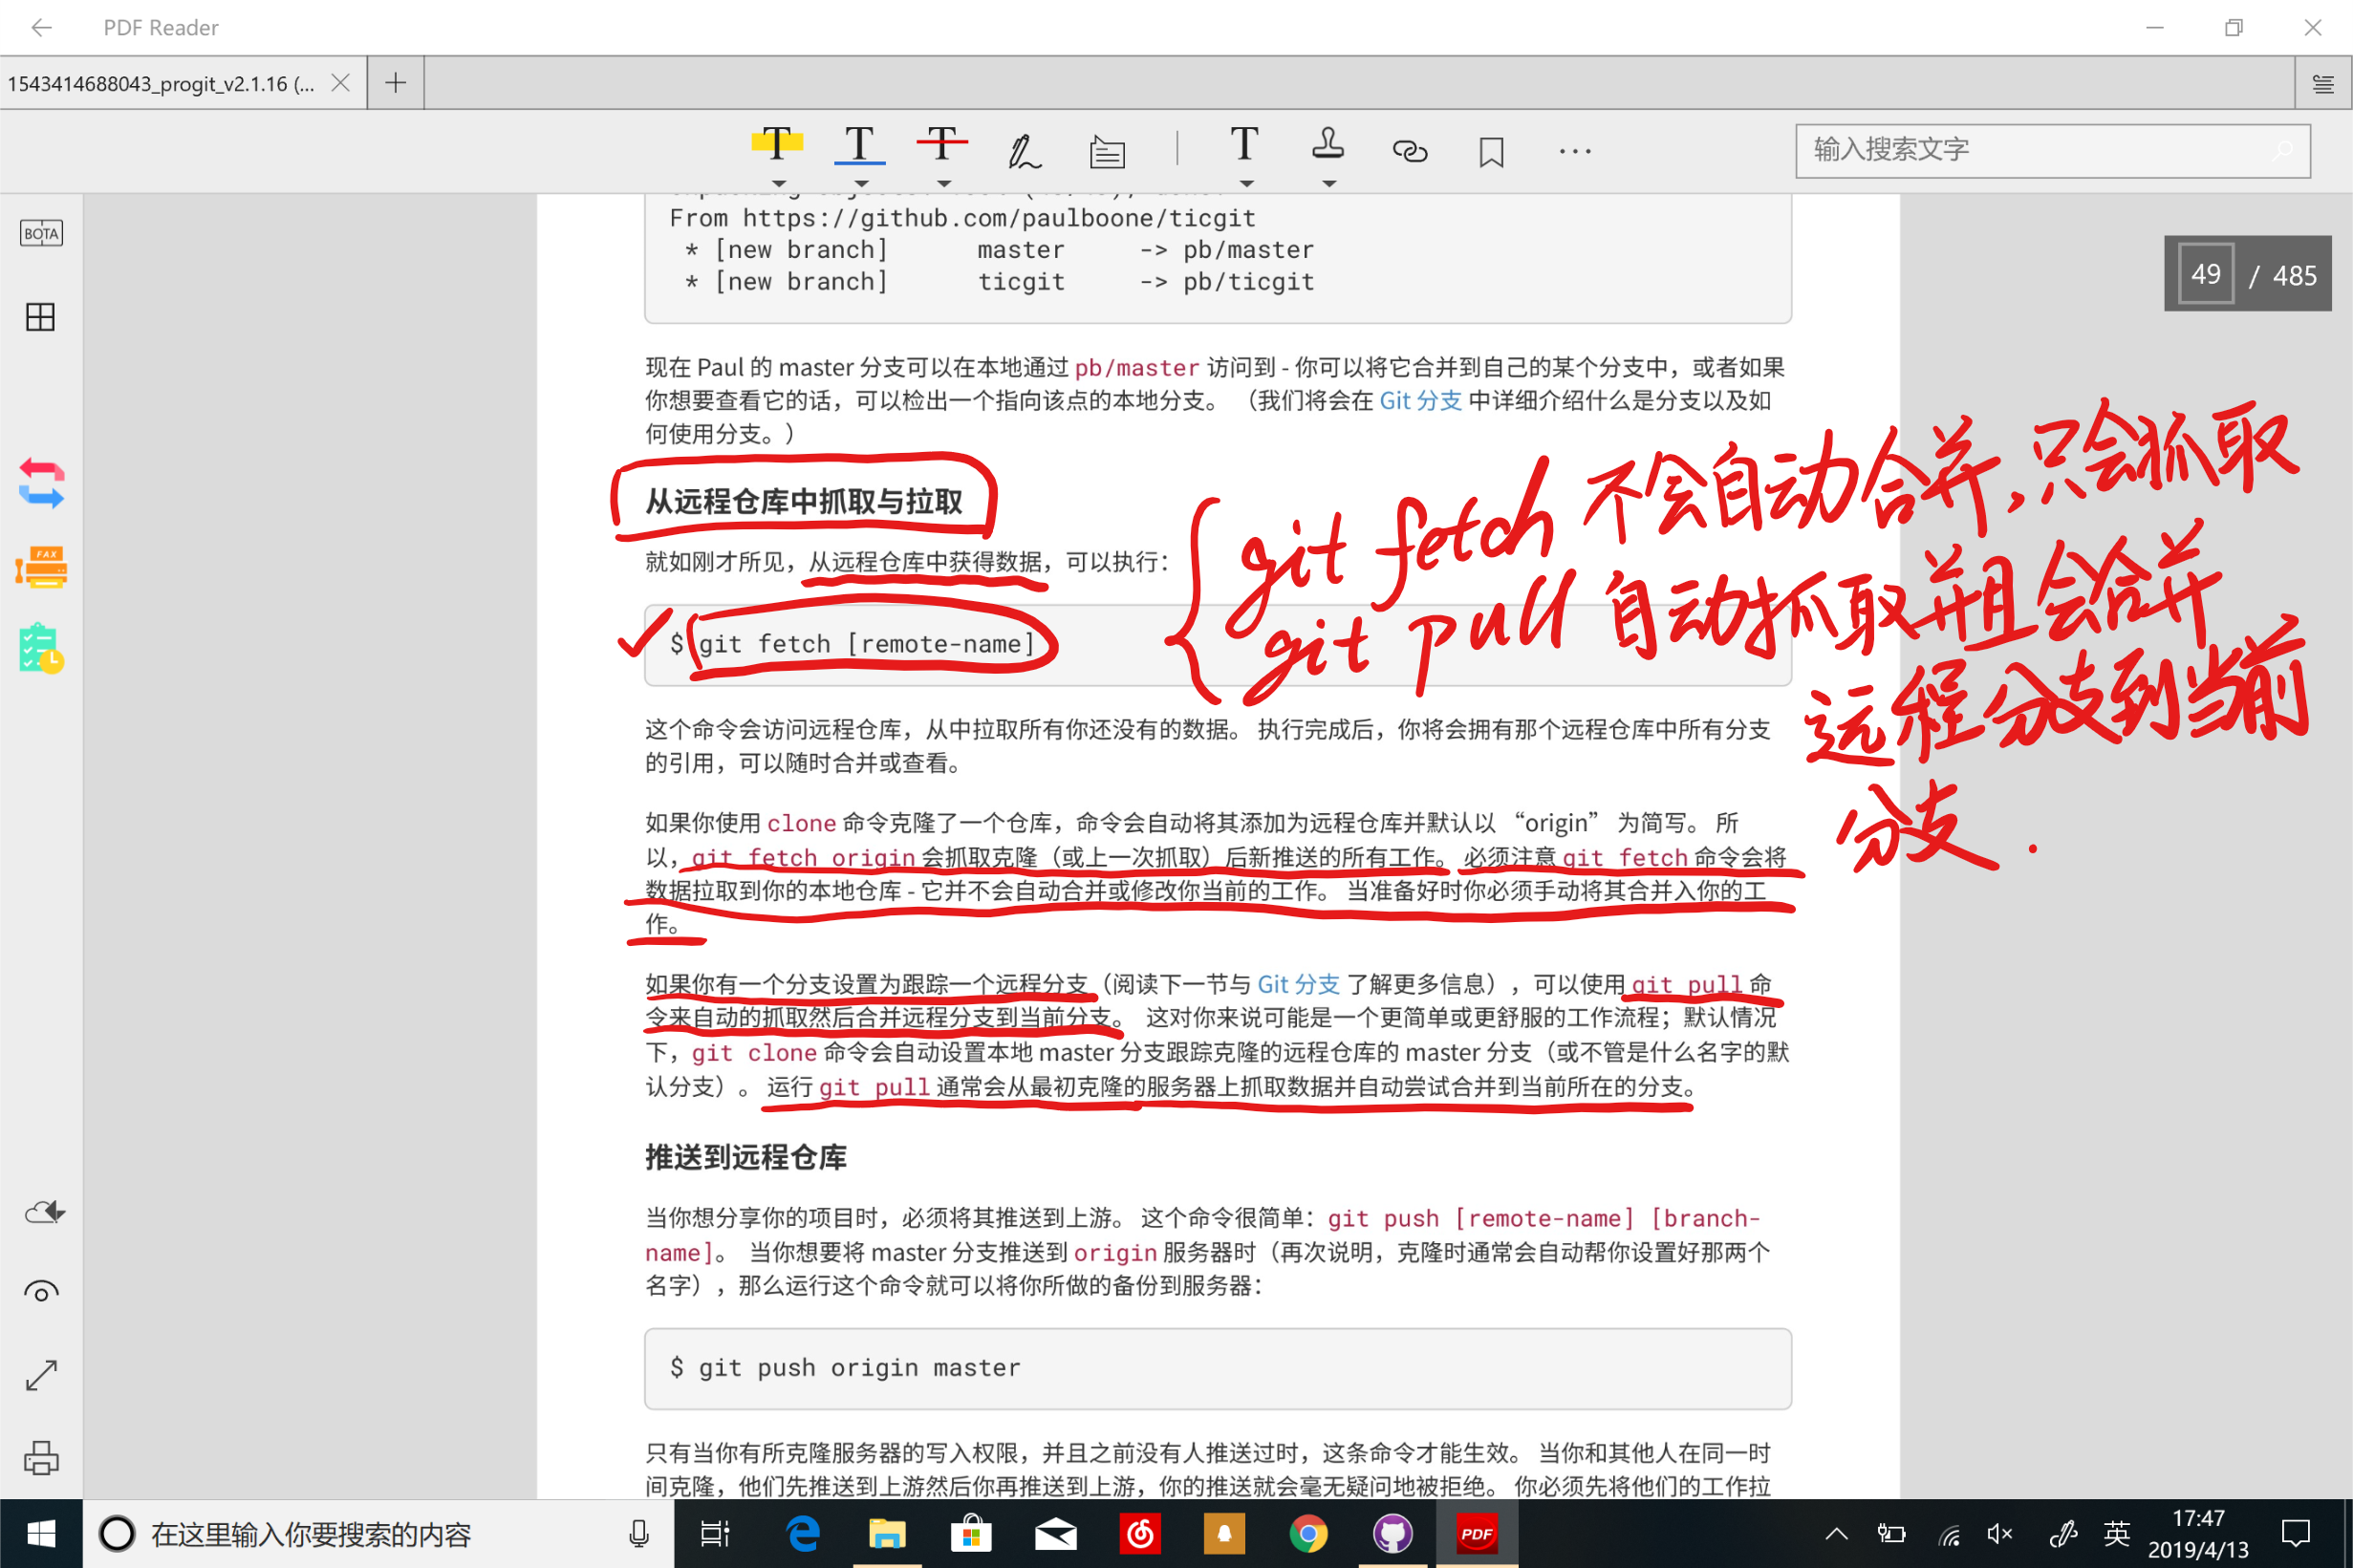 PDF Reader
1543414688043_progit_v2.1.16 (...
输入搜索文字
BOTA
49 / 485
From https://github.com/paulboone/ticgit
* [new branch] master -> pb/master
* [new branch] ticgit -> pb/ticgit
现在 Paul 的 master 分支可以在本地通过 pb/master 访问到 - 你可以将它合并到自己的某个分支中，或者如果
你想要查看它的话，可以检出一个指向该点的本地分支。 （我们将会在 Git 分支 中详细介绍什么是分支以及如
何使用分支。）
从远程仓库中抓取与拉取
就如刚才所见，从远程仓库中获得数据，可以执行：
$ git fetch [remote-name]
git fetch 不会自动合并，只会抓取
git pull 自动抓取并且会合并
远程分支到当前
分支.
这个命令会访问远程仓库，从中拉取所有你还没有的数据。 执行完成后，你将会拥有那个远程仓库中所有分支
的引用，可以随时合并或查看。
如果你使用 clone 命令克隆了一个仓库，命令会自动将其添加为远程仓库并默认以 “origin” 为简写。 所
以，git fetch origin 会抓取克隆（或上一次抓取）后新推送的所有工作。 必须注意 git fetch 命令会将
数据拉取到你的本地仓库 - 它并不会自动合并或修改你当前的工作。 当准备好时你必须手动将其合并入你的工
作。
如果你有一个分支设置为跟踪一个远程分支（阅读下一节与 Git 分支 了解更多信息），可以使用 git pull 命
令来自动的抓取然后合并远程分支到当前分支。 这对你来说可能是一个更简单或更舒服的工作流程；默认情况
下，git clone 命令会自动设置本地 master 分支跟踪克隆的远程仓库的 master 分支（或不管是什么名字的默
认分支）。 运行 git pull 通常会从最初克隆的服务器上抓取数据并自动尝试合并到当前所在的分支。
推送到远程仓库
当你想分享你的项目时，必须将其推送到上游。 这个命令很简单：git push [remote-name] [branch-
name]。 当你想要将 master 分支推送到 origin 服务器时（再次说明，克隆时通常会自动帮你设置好那两个
名字），那么运行这个命令就可以将你所做的备份到服务器：
$ git push origin master
只有当你有所克隆服务器的写入权限，并且之前没有人推送过时，这条命令才能生效。 当你和其他人在同一时
间克隆，他们先推送到上游然后你再推送到上游，你的推送就会毫无疑问地被拒绝。 你必须先将他们的工作拉
FAX
在这里输入你要搜索的内容
PDF
英
17:47
2019/4/13